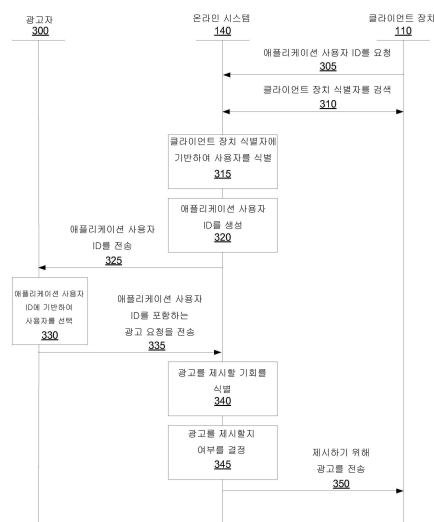 광고자
300
온라인 시스템
140
클라이언트 장치
110
애플리케이션 사용자 ID를 요청
305
클라이언트 장치 식별자를 검색
310
클라이언트 장치 식별자에
기반하여 사용자를 식별
315
애플리케이션 사용자
ID를 생성
320
애플리케이션 사용자
ID를 전송
325
애플리케이션 사용자
ID에 기반하여
사용자를 선택
330
애플리케이션 사용자
ID를 포함하는
광고 요청을 전송
335
광고를 제시할 기회를
식별
340
광고를 제시할지
여부를 결정
345
제시하기 위해
광고를 전송
350